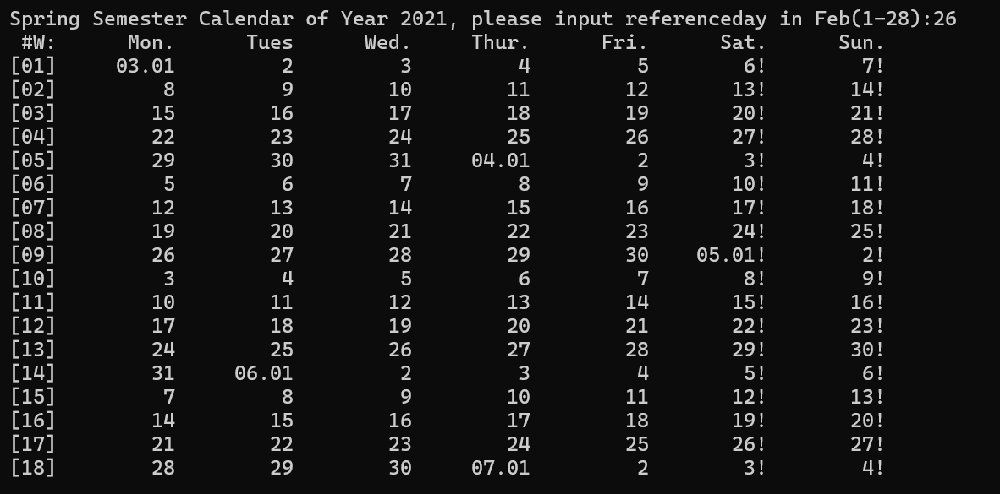 Spring Semester Calendar of Year 2021, please input referenceday in Feb(1-28):26
 #W:      Mon.      Tues      Wed.     Thur.      Fri.      Sat.      Sun.
[01]     03.01         2         3         4         5         6!        7!
[02]         8         9        10        11        12        13!       14!
[03]        15        16        17        18        19        20!       21!
[04]        22        23        24        25        26        27!       28!
[05]        29        30        31     04.01         2         3!        4!
[06]         5         6         7         8         9        10!       11!
[07]        12        13        14        15        16        17!       18!
[08]        19        20        21        22        23        24!       25!
[09]        26        27        28        29        30     05.01!        2!
[10]         3         4         5         6         7         8!        9!
[11]        10        11        12        13        14        15!       16!
[12]        17        18        19        20        21        22!       23!
[13]        24        25        26        27        28        29!       30!
[14]        31     06.01         2         3         4         5!        6!
[15]         7         8         9        10        11        12!       13!
[16]        14        15        16        17        18        19!       20!
[17]        21        22        23        24        25        26!       27!
[18]        28        29        30     07.01         2         3!        4!